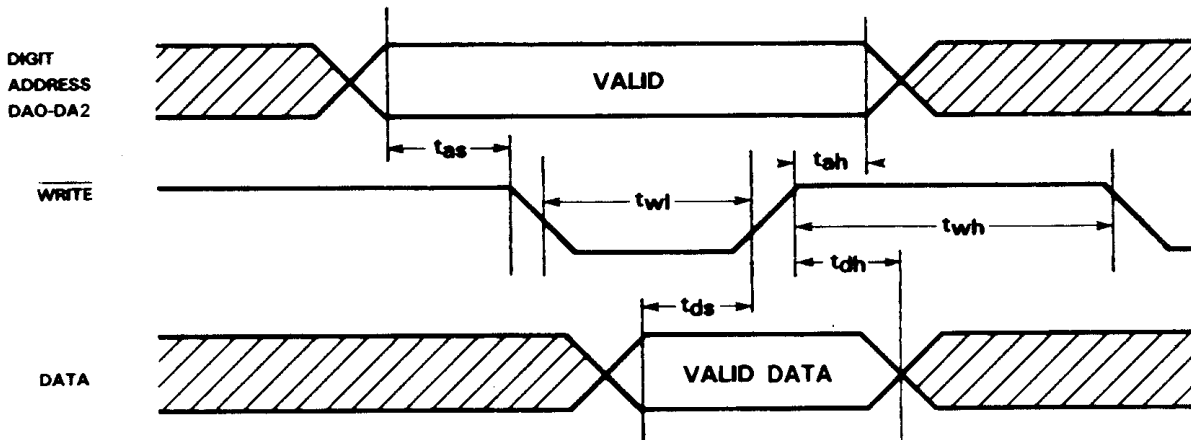 DIGIT
ADDRESS
DA0-DA2
VALID
tas
tah
WRITE
twl
twh
tdh
tds
DATA
VALID DATA